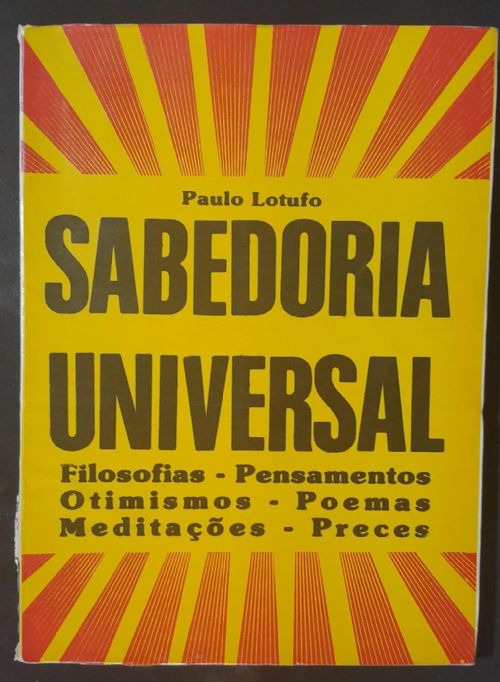 Paulo Lotufo
SABEDORIA
UNIVERSAL
Filosofias - Pensamentos
Otimismos - Poemas
Meditações - Preces